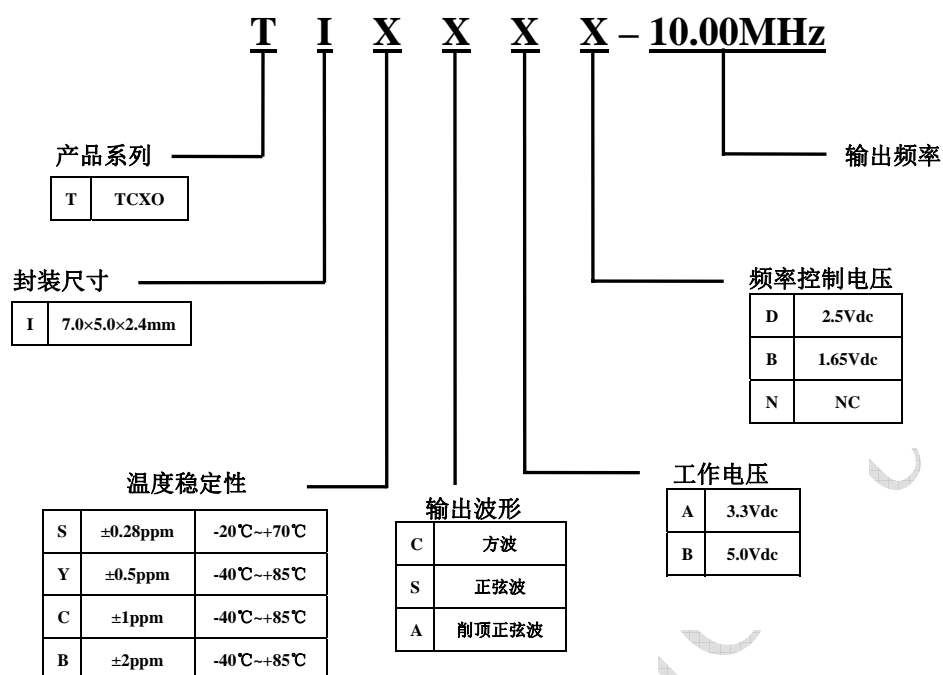 T I X X X X – 10.00MHz
产品系列
输出频率
T TCXO
封装尺寸
I 7.0×5.0×2.4mm
频率控制电压
D 2.5Vdc
B 1.65Vdc
N NC
温度稳定性
S ±0.28ppm -20℃~+70℃
Y ±0.5ppm -40℃~+85℃
C ±1ppm -40℃~+85℃
B ±2ppm -40℃~+85℃
输出波形
C 方波
S 正弦波
A 削顶正弦波
工作电压
A 3.3Vdc
B 5.0Vdc